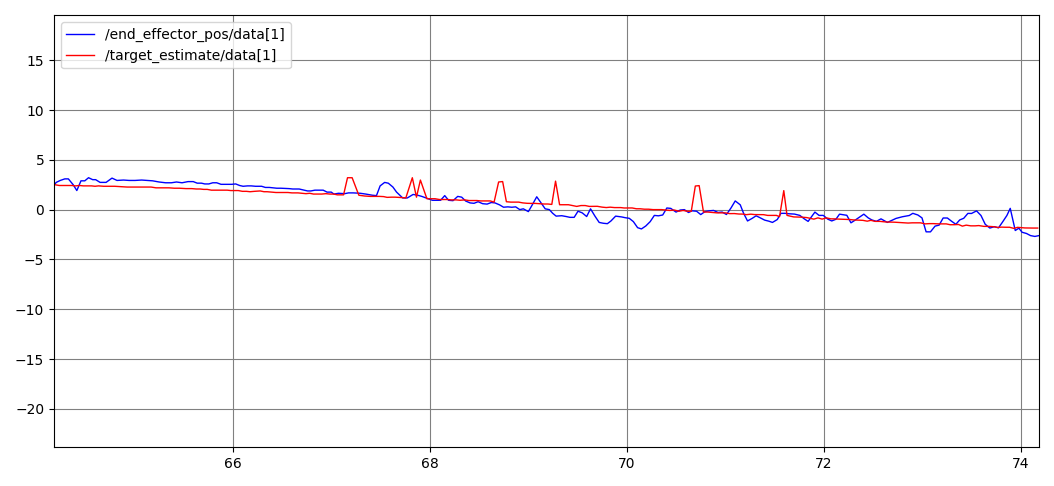 /end_effector_pos/data[1]
/target_estimate/data[1]
15
10
5
0
−5
−10
−15
−20
66 68 70 72 74